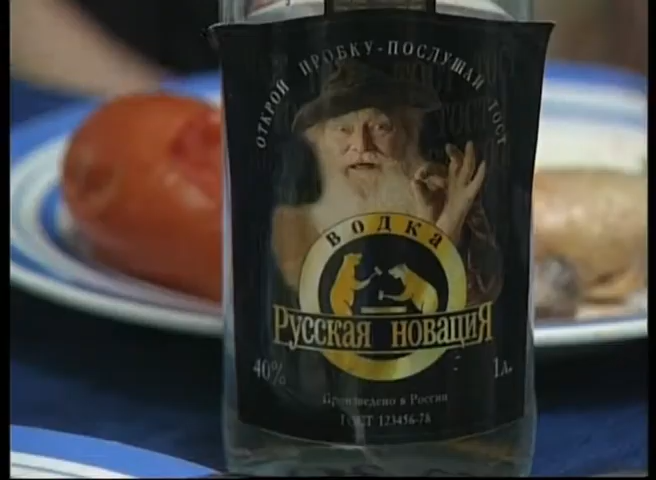 ОТКРОЙ ПРОБКУ-ПОСЛУШАЙ ТОСТ
ВОДКА
РУССКАЯ НОВАЦИЯ
40% 1л.
Произведено в России
ГОСТ 123456-78